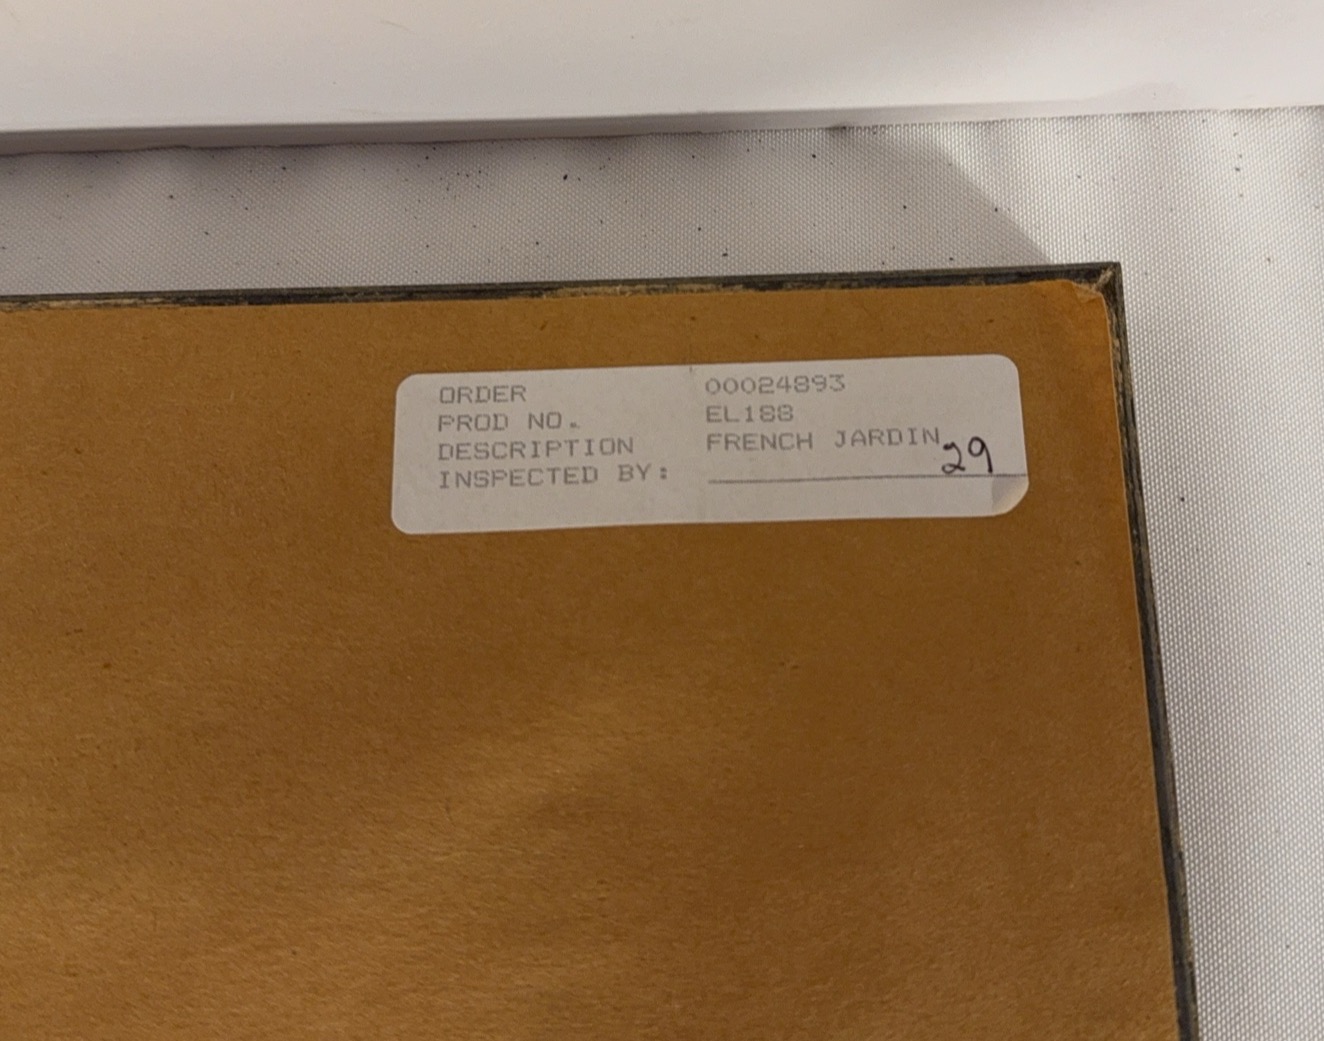 ORDER 00024893
PROD NO. EL188
DESCRIPTION FRENCH JARDIN
INSPECTED BY: 29